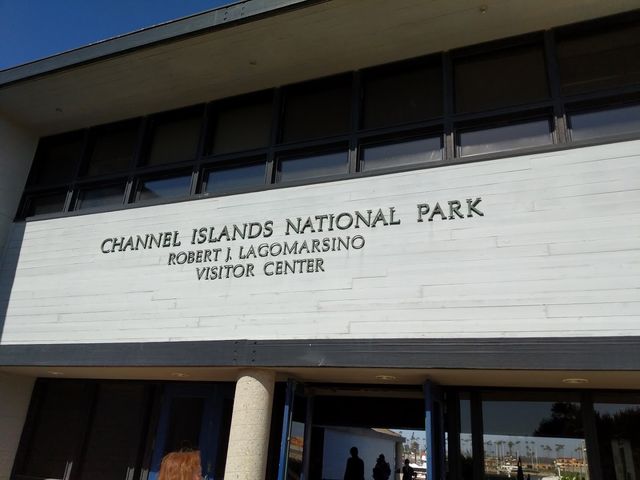 CHANNEL ISLANDS NATIONAL PARK
ROBERT J. LAGOMARSINO
VISITOR CENTER